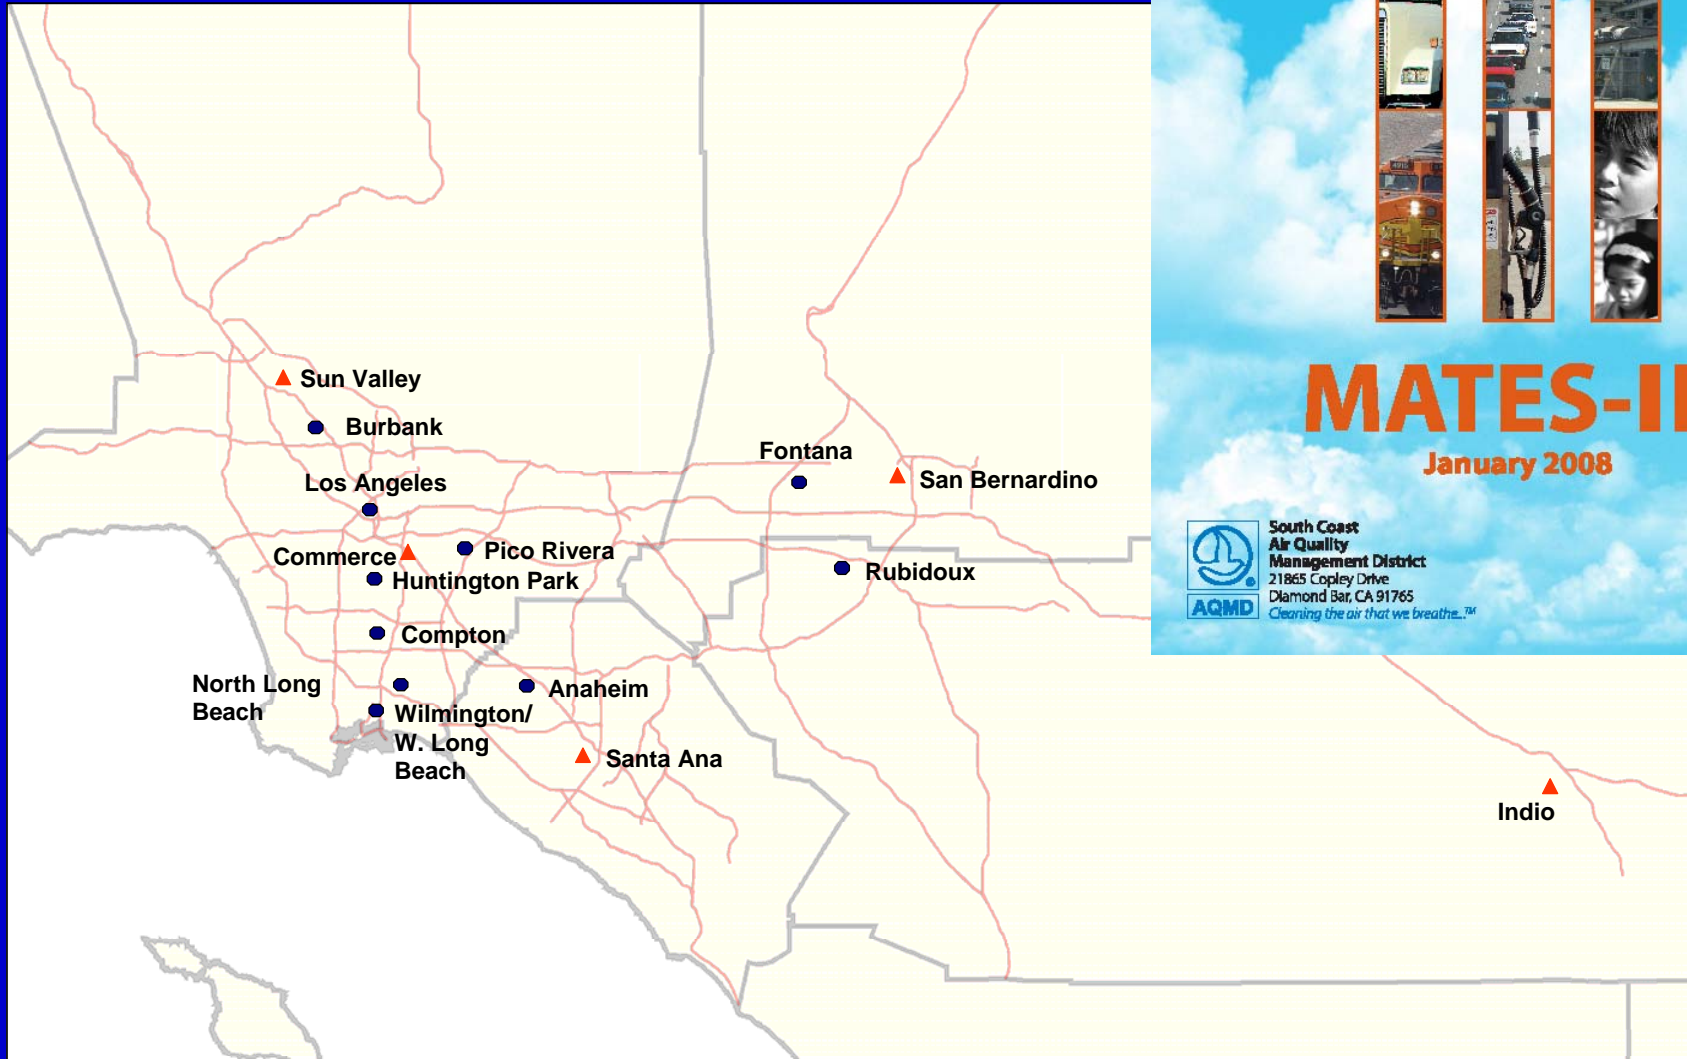 Sun Valley
Burbank
Los Angeles
Commerce
Pico Rivera
Huntington Park
Compton
North Long
Beach
Wilmington/
W. Long
Beach
Anaheim
Santa Ana
Fontana
San Bernardino
Rubidoux
Indio
MATES-II
January 2008
South Coast
Air Quality
Management District
21865 Copley Drive
Diamond Bar, CA 91765
Cleaning the air that we breathe...™
AQMD